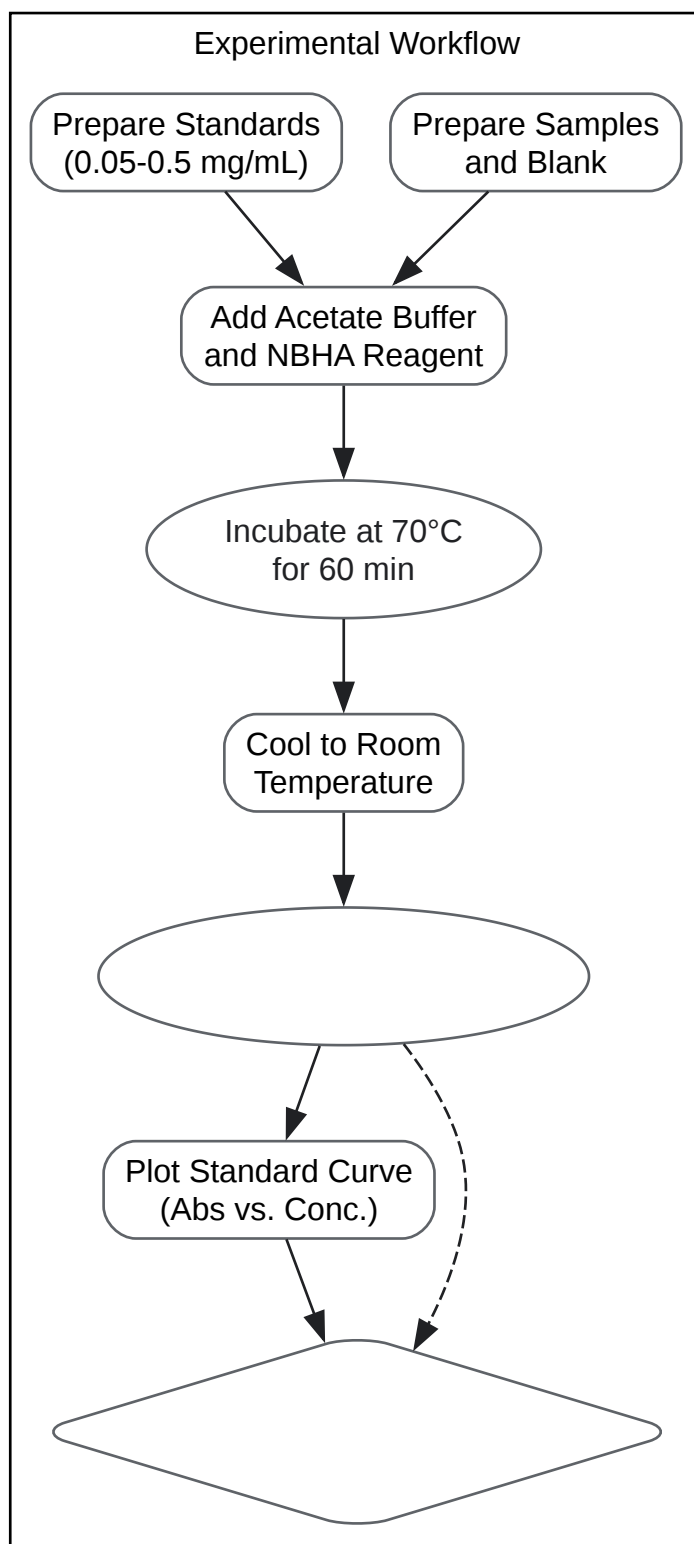 Experimental Workflow
Prepare Standards
(0.05-0.5 mg/mL)
Prepare Samples
and Blank
Add Acetate Buffer
and NBHA Reagent
Incubate at 70°C
for 60 min
Cool to Room
Temperature
Plot Standard Curve
(Abs vs. Conc.)